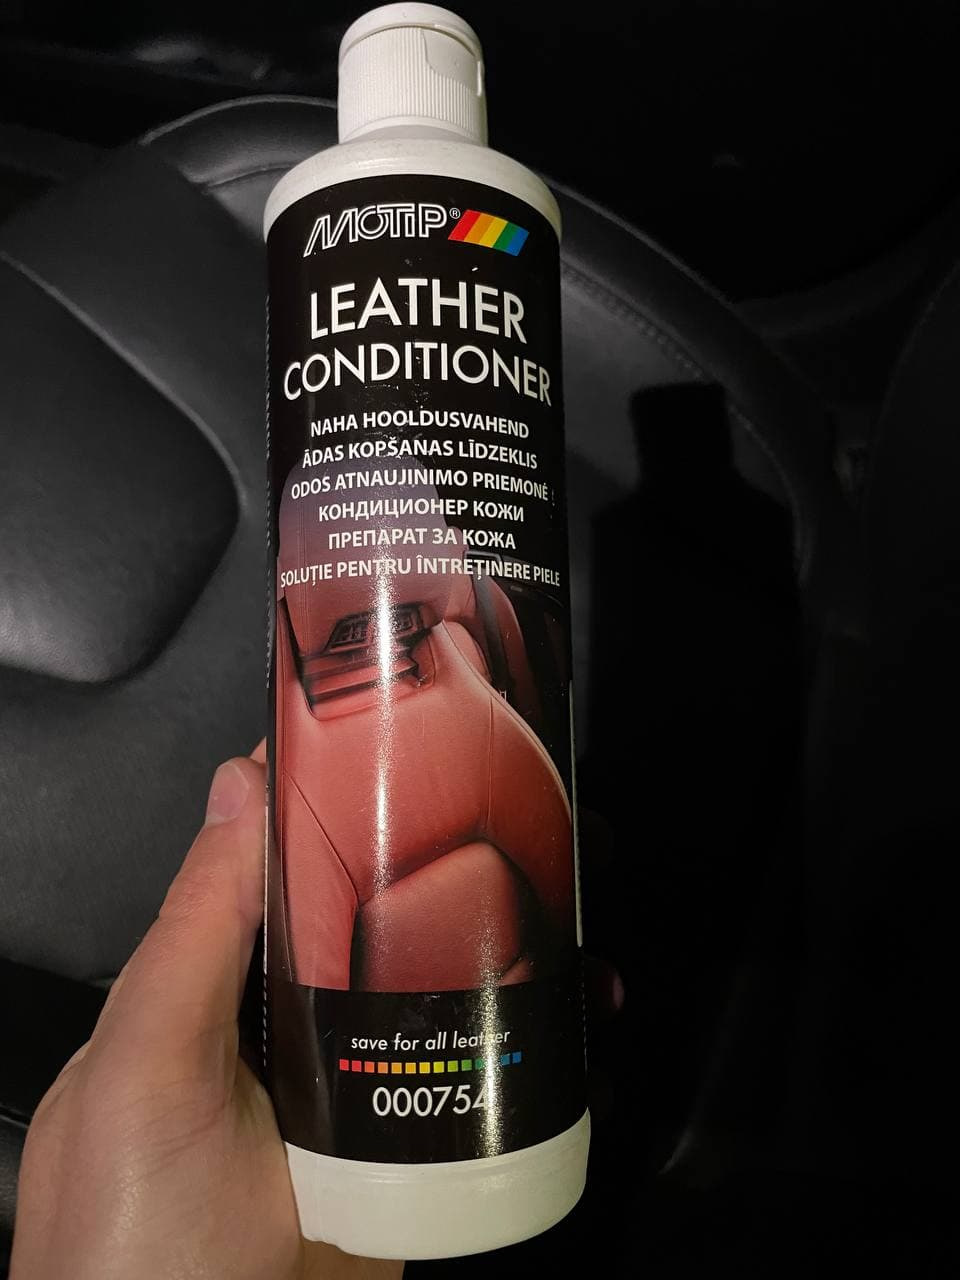 MOTIP®
LEATHER
CONDITIONER
NAHA HOOLDUSVAHEND
ĀDAS KOPŠANAS LĪDZEKLIS
ODOS ATNAUJINIMO PRIEMONĖ
КОНДИЦИОНЕР КОЖИ
ПРЕПАРАТ ЗА КОЖА
SOLUȚIE PENTRU ÎNTREȚINERE PIELE
save for all leather
000754